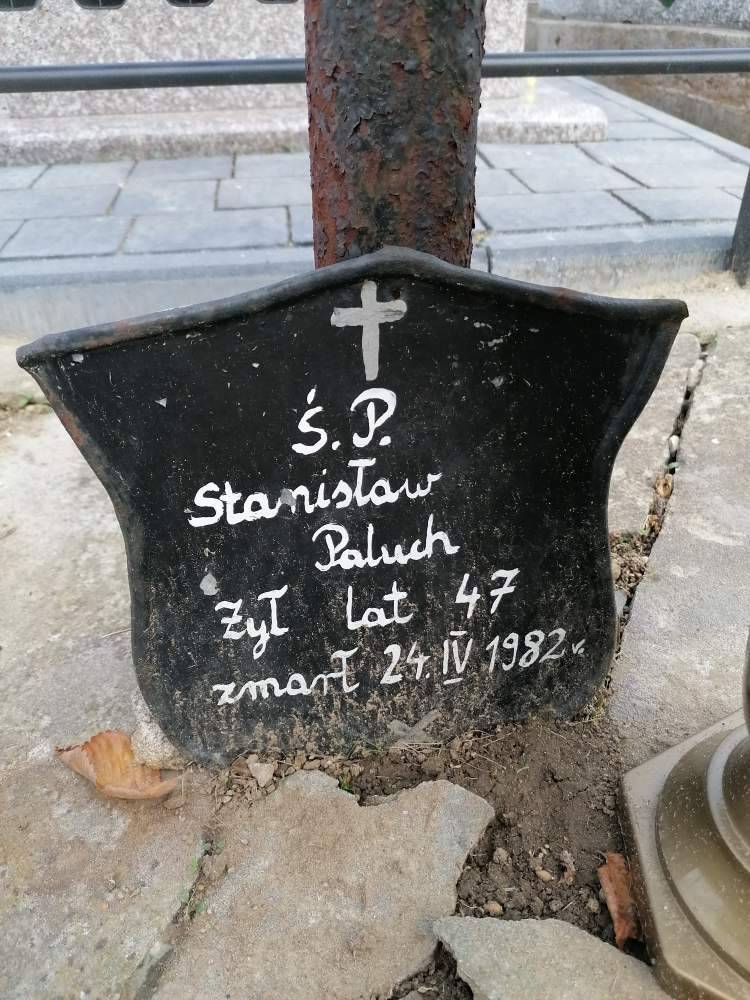 Ś. P.
Stanisław
Paluch
Żył lat 47
zmarł 24. IV 1982 r.